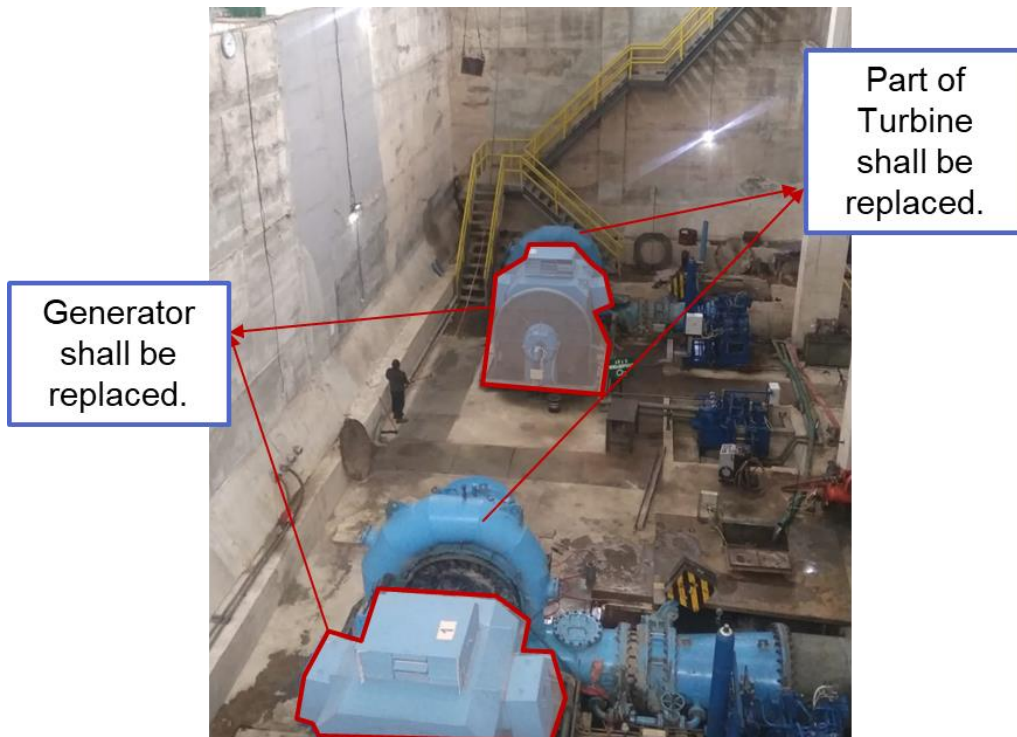 Part of
Turbine
shall be
replaced.
Generator
shall be
replaced.